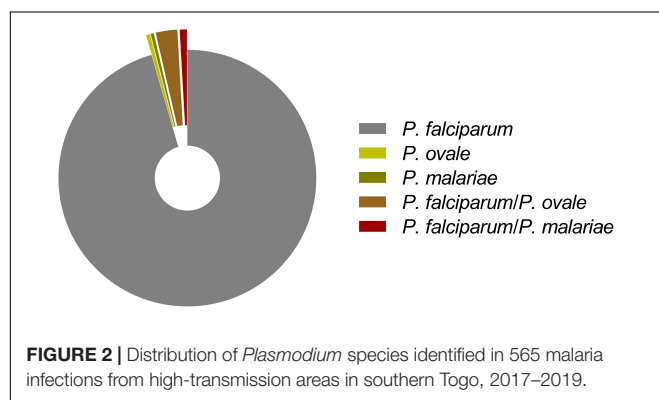 P. falciparum
P. ovale
P. malariae
P. falciparum/P. ovale
P. falciparum/P. malariae
FIGURE 2 | Distribution of Plasmodium species identified in 565 malaria
infections from high-transmission areas in southern Togo, 2017–2019.